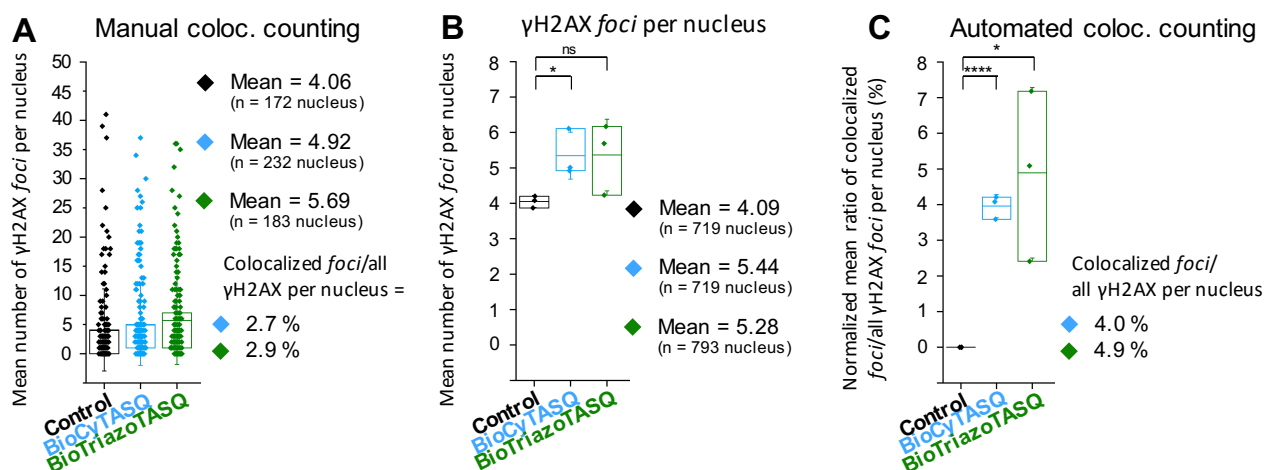 A
Manual coloc. counting
Mean number of γH2AX foci per nucleus
50
45
40
35
30
25
20
15
10
5
0
Mean = 4.06
(n = 172 nucleus)
Mean = 4.92
(n = 232 nucleus)
Mean = 5.69
(n = 183 nucleus)
Colocalized foci/all
γH2AX per nucleus =
2.7 %
2.9 %
Control
BioCyTASQ
BioTriazoTASQ
B
γH2AX foci per nucleus
Mean number of γH2AX foci per nucleus
8
7
6
5
4
3
2
1
0
ns
*
Mean = 4.09
(n = 719 nucleus)
Mean = 5.44
(n = 719 nucleus)
Mean = 5.28
(n = 793 nucleus)
Control
BioCyTASQ
BioTriazoTASQ
C
Automated coloc. counting
Normalized mean ratio of colocalized
foci/all γH2AX foci per nucleus (%)
8
7
6
5
4
3
2
1
0
*
****
Colocalized foci/
all γH2AX per nucleus
4.0 %
4.9 %
Control
BioCyTASQ
BioTriazoTASQ